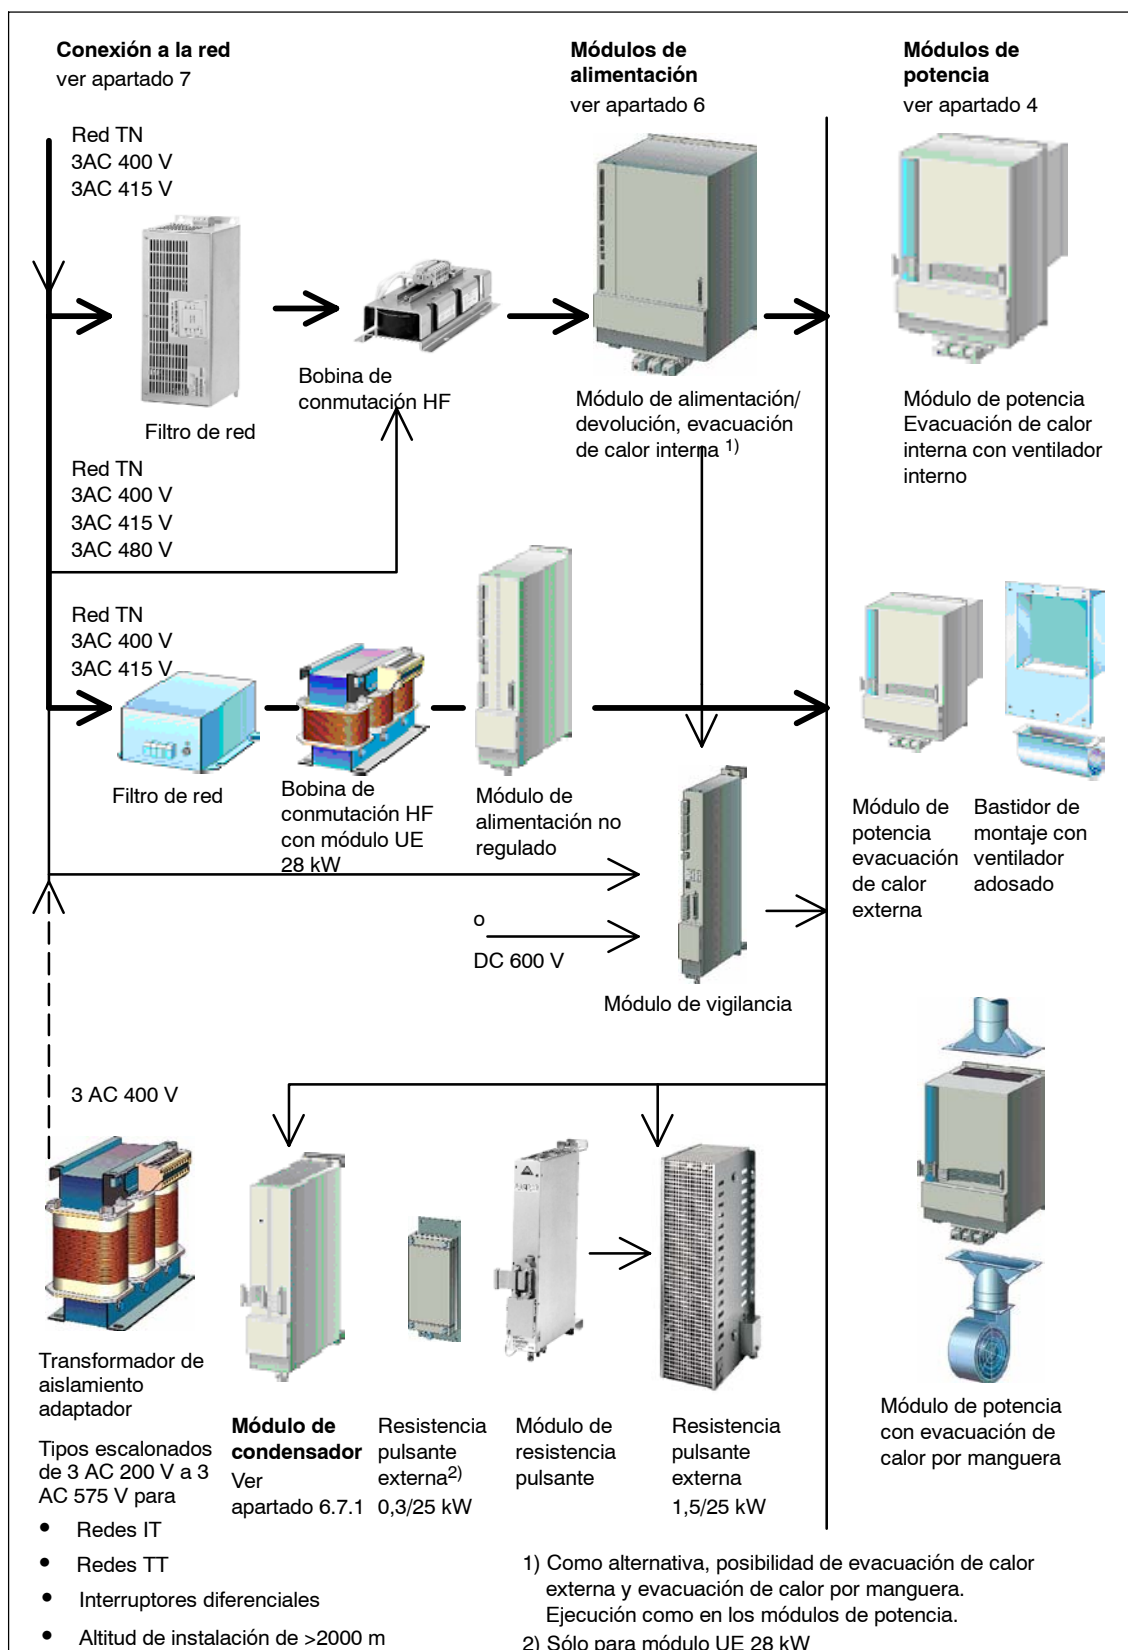 Conexión a la red
ver apartado 7
Módulos de
alimentación
ver apartado 6
Módulos de
potencia
ver apartado 4
Red TN
3AC 400 V
3AC 415 V
Filtro de red
Bobina de
conmutación HF
Módulo de alimentación/
devolución, evacuación
de calor interna 1)
Módulo de potencia
Evacuación de calor
interna con ventilador
interno
Red TN
3AC 400 V
3AC 415 V
3AC 480 V
Red TN
3AC 400 V
3AC 415 V
Filtro de red
Bobina de
conmutación HF
con módulo UE
28 kW
Módulo de
alimentación no
regulado
Módulo de
potencia
evacuación
de calor
externa
Bastidor de
montaje con
ventilador
adosado
o
DC 600 V
Módulo de vigilancia
3 AC 400 V
Transformador de
aislamiento
adaptador
Tipos escalonados
de 3 AC 200 V a 3
AC 575 V para
• Redes IT
• Redes TT
• Interruptores diferenciales
• Altitud de instalación de >2000 m
Módulo de
condensador
Ver
apartado 6.7.1
Resistencia
pulsante
externa2)
0,3/25 kW
Módulo de
resistencia
pulsante
Resistencia
pulsante
externa
1,5/25 kW
Módulo de potencia
con evacuación de
calor por manguera
1) Como alternativa, posibilidad de evacuación de calor
externa y evacuación de calor por manguera.
Ejecución como en los módulos de potencia.
2) Sólo para módulo UE 28 kW